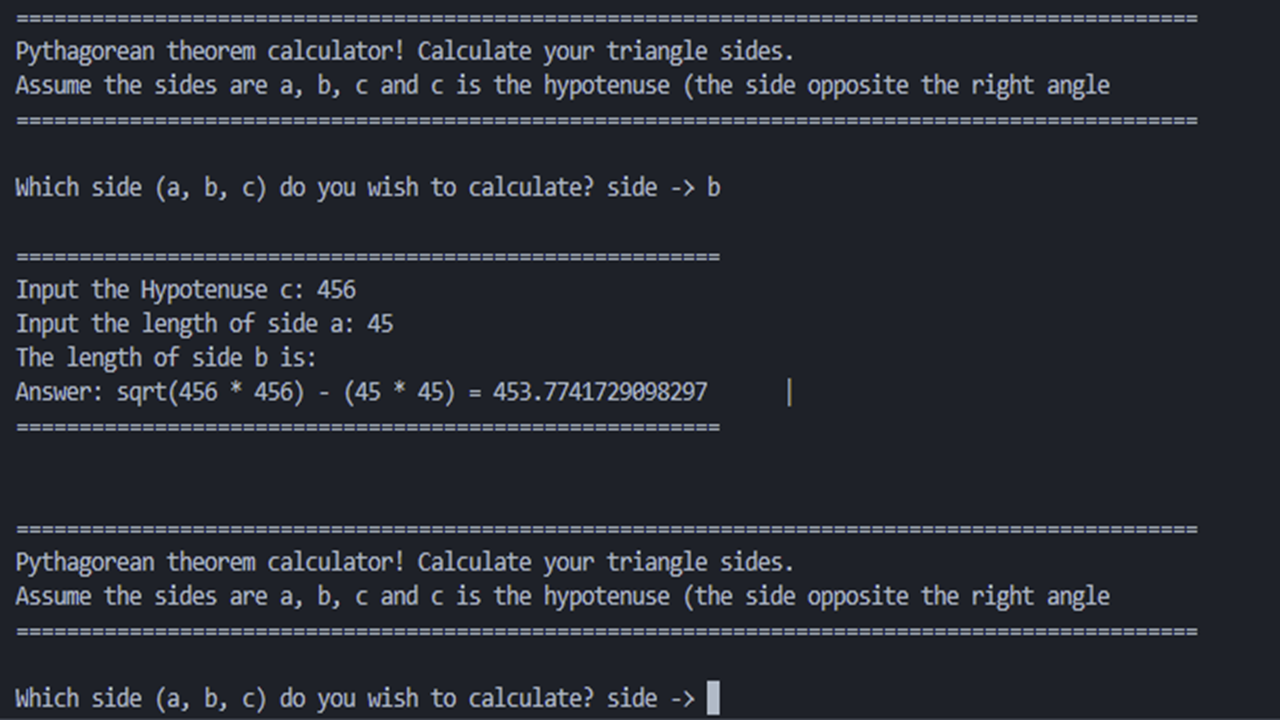 ==============================================================================================
Pythagorean theorem calculator! Calculate your triangle sides.
Assume the sides are a, b, c and c is the hypotenuse (the side opposite the right angle
==============================================================================================
Which side (a, b, c) do you wish to calculate? side -> b
========================================================
Input the Hypotenuse c: 456
Input the length of side a: 45
The length of side b is:
Answer: sqrt(456 * 456) - (45 * 45) = 453.7741729098297 |
========================================================
==============================================================================================
Pythagorean theorem calculator! Calculate your triangle sides.
Assume the sides are a, b, c and c is the hypotenuse (the side opposite the right angle
==============================================================================================
Which side (a, b, c) do you wish to calculate? side ->